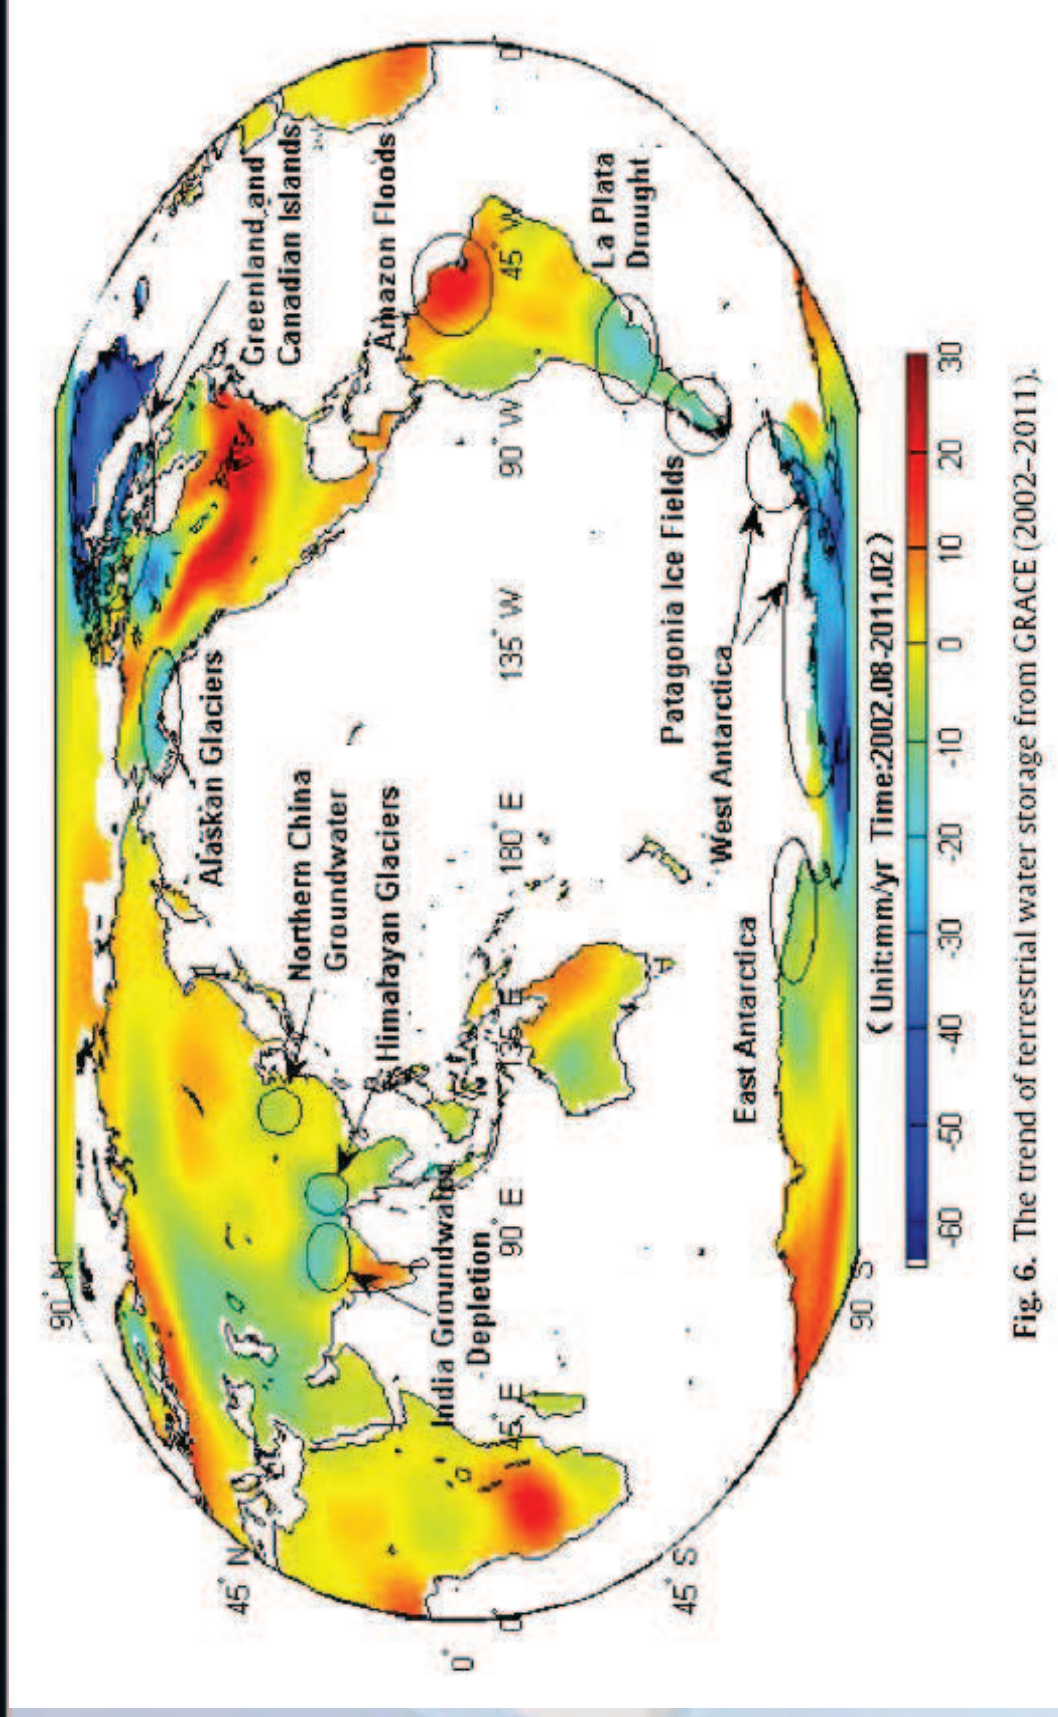 90° N
45° N
0°
45° S
90° S
0°
45° E
90° E
135° E
180° E
135° W
90° W
45° W
0°
Greenland and
Canadian Islands
Alaskan Glaciers
Northern China
Groundwater
Himalayan Glaciers
India Groundwater
Depletion
Amazon Floods
La Plata
Drought
Patagonia Ice Fields
West Antarctica
East Antarctica
(Unit:mm/yr Time:2002.08-2011.02)
-60 -50 -40 -30 -20 -10 0 10 20 30
Fig. 6. The trend of terrestrial water storage from GRACE (2002–2011).